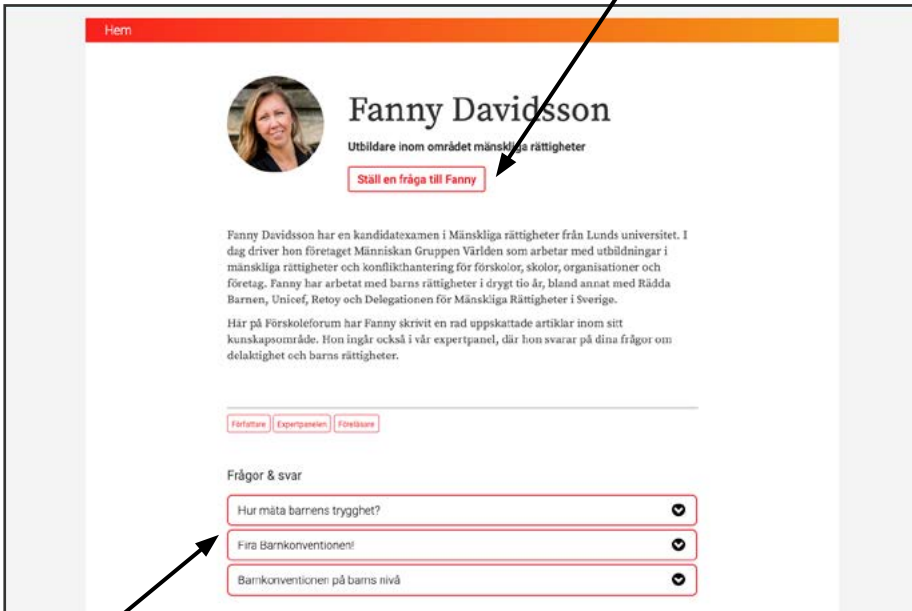 Hem
Fanny Davidsson
Utbildare inom området mänskliga rättigheter
Ställ en fråga till Fanny
Fanny Davidsson har en kandidatexamen i Mänskliga rättigheter från Lunds universitet. I
dag driver hon företaget Människan Gruppen Världen som arbetar med utbildningar i
mänskliga rättigheter och konflikthantering för förskolor, skolor, organisationer och
företag. Fanny har arbetat med barns rättigheter i drygt tio år, bland annat med Rädda
Barnen, Unicef, Retoy och Delegationen för Mänskliga Rättigheter i Sverige.
Här på Förskoleforum har Fanny skrivit en rad uppskattade artiklar inom sitt
kunskapsområde. Hon ingår också i vår expertpanel, där hon svarar på dina frågor om
delaktighet och barns rättigheter.
Författare Expertpanelen Föreläsare
Frågor & svar
Hur mäta barnens trygghet?
Fira Barnkonventionen!
Barnkonventionen på barns nivå